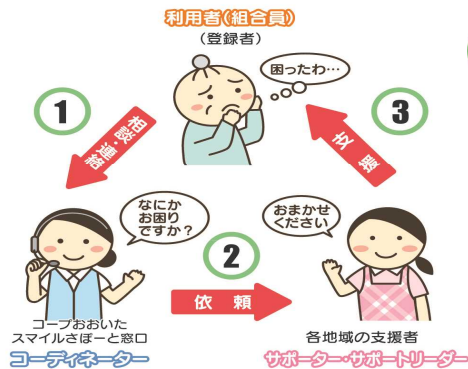 利用者(組合員)
(登録者)
困ったわ…
1
相談・連絡
3
支援
なにか
お困り
ですか?
おまかせ
ください
2
依頼
コープおおいた
スマイルさぽーと窓口
コーディネーター
各地域の支援者
サポーター・サポートリーダー